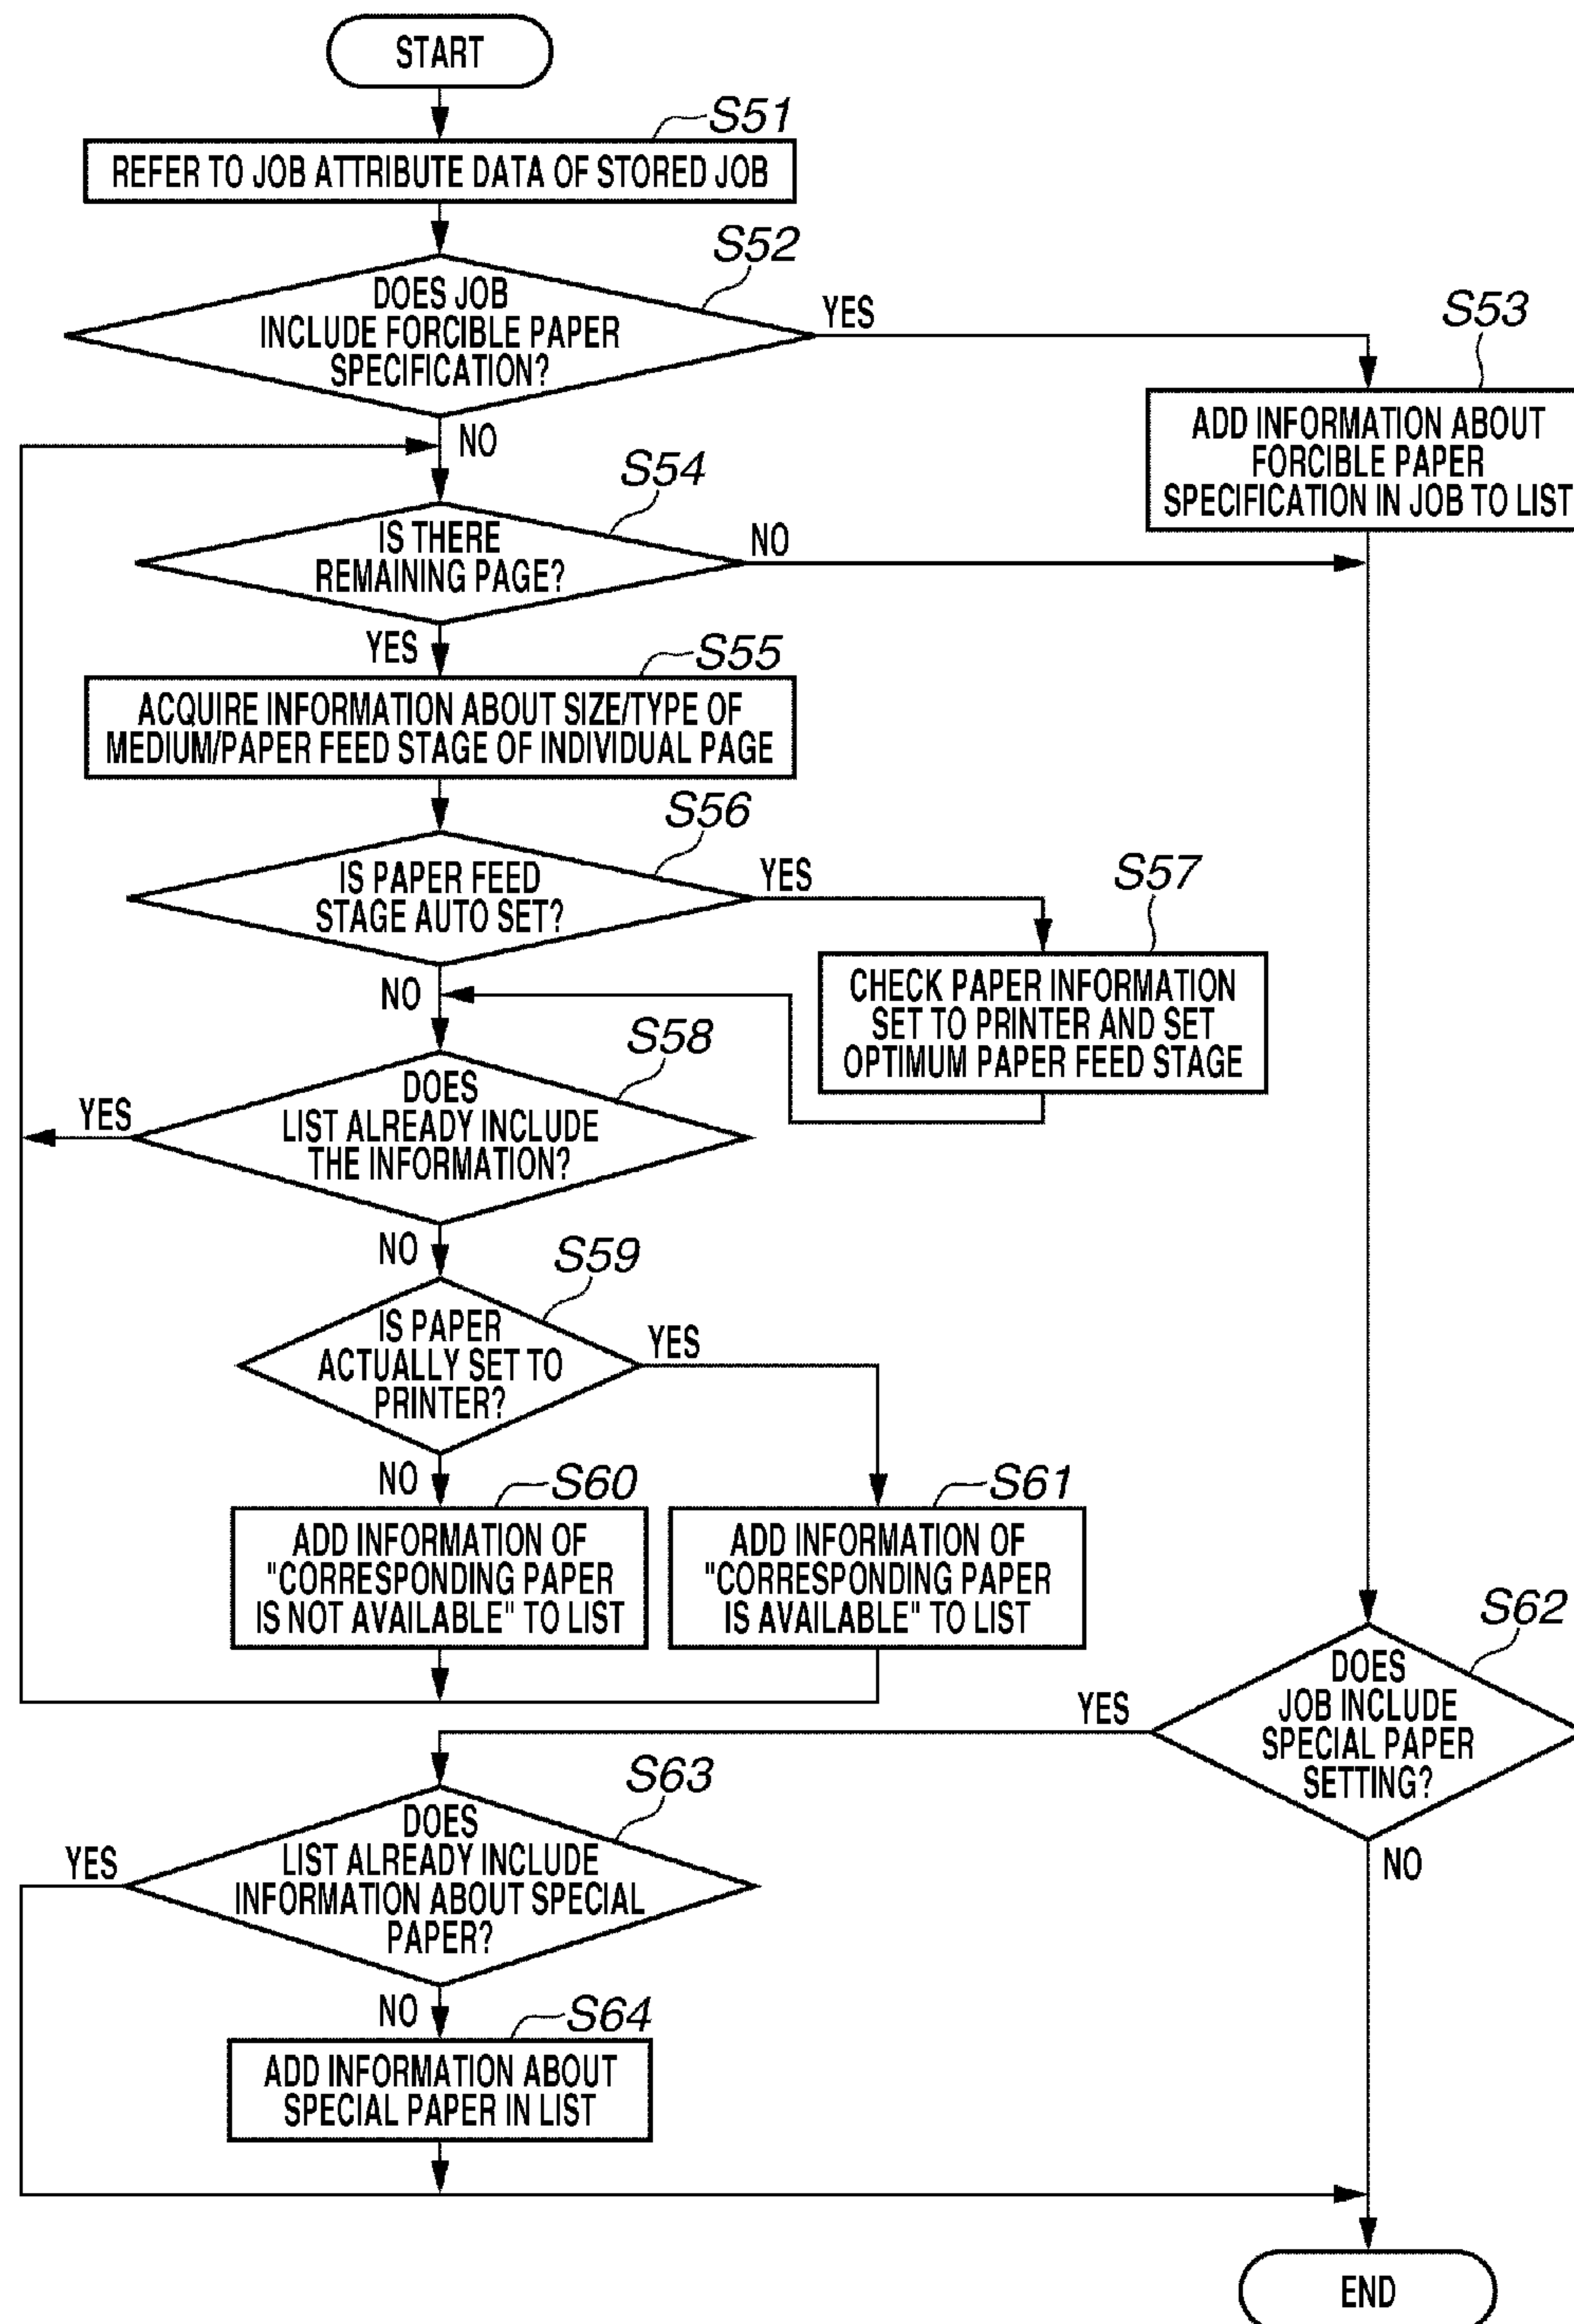 START
S51
REFER TO JOB ATTRIBUTE DATA OF STORED JOB
S52
DOES JOB
INCLUDE FORCIBLE PAPER
SPECIFICATION?
YES
S53
ADD INFORMATION ABOUT
FORCIBLE PAPER
SPECIFICATION IN JOB TO LIST
NO
S54
IS THERE
REMAINING PAGE?
NO
YES
S55
ACQUIRE INFORMATION ABOUT SIZE/TYPE OF
MEDIUM/PAPER FEED STAGE OF INDIVIDUAL PAGE
S56
IS PAPER FEED
STAGE AUTO SET?
YES
S57
CHECK PAPER INFORMATION
SET TO PRINTER AND SET
OPTIMUM PAPER FEED STAGE
NO
S58
DOES
LIST ALREADY INCLUDE
THE INFORMATION?
YES
NO
S59
IS PAPER
ACTUALLY SET TO
PRINTER?
YES
NO
S60
ADD INFORMATION OF
"CORRESPONDING PAPER
IS NOT AVAILABLE" TO LIST
S61
ADD INFORMATION OF
"CORRESPONDING PAPER
IS AVAILABLE" TO LIST
S62
DOES
JOB INCLUDE
SPECIAL PAPER
SETTING?
YES
NO
S63
DOES
LIST ALREADY INCLUDE
INFORMATION ABOUT SPECIAL
PAPER?
YES
NO
S64
ADD INFORMATION ABOUT
SPECIAL PAPER IN LIST
END